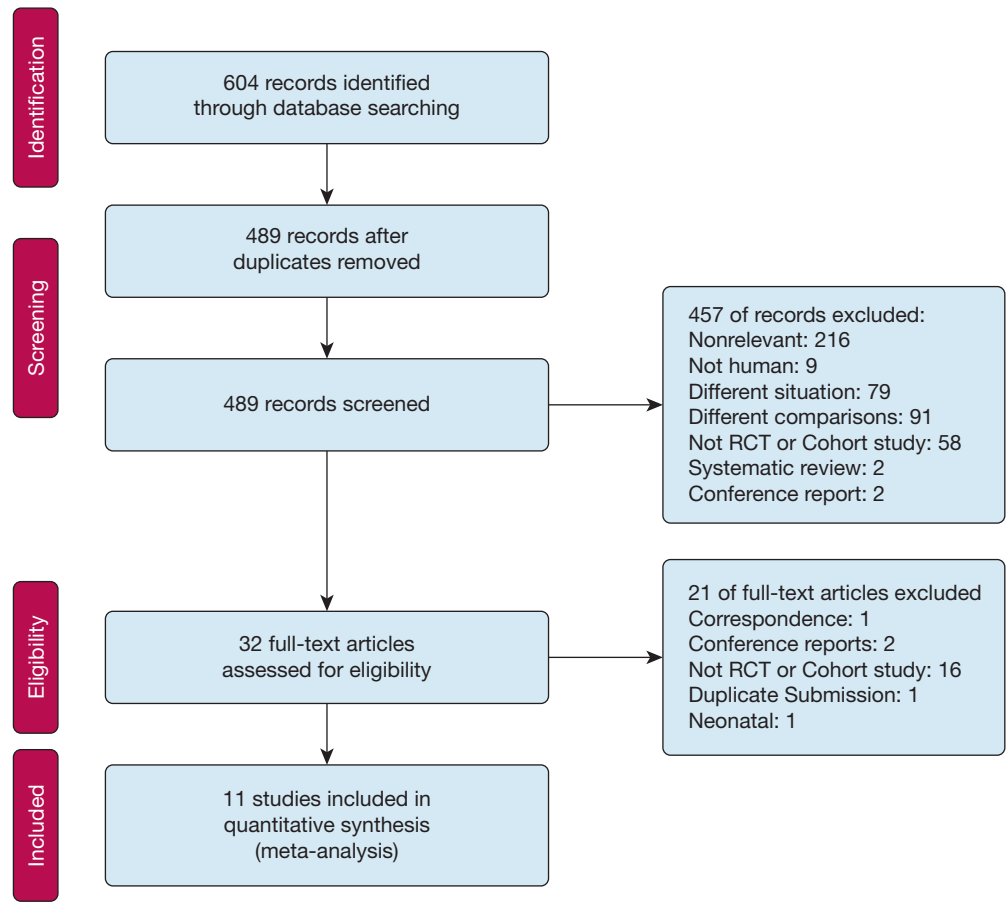 Identification
604 records identified
through database searching
Screening
489 records after
duplicates removed
489 records screened
457 of records excluded:
Nonrelevant: 216
Not human: 9
Different situation: 79
Different comparisons: 91
Not RCT or Cohort study: 58
Systematic review: 2
Conference report: 2
Eligibility
32 full-text articles
assessed for eligibility
21 of full-text articles excluded
Correspondence: 1
Conference reports: 2
Not RCT or Cohort study: 16
Duplicate Submission: 1
Neonatal: 1
Included
11 studies included in
quantitative synthesis
(meta-analysis)